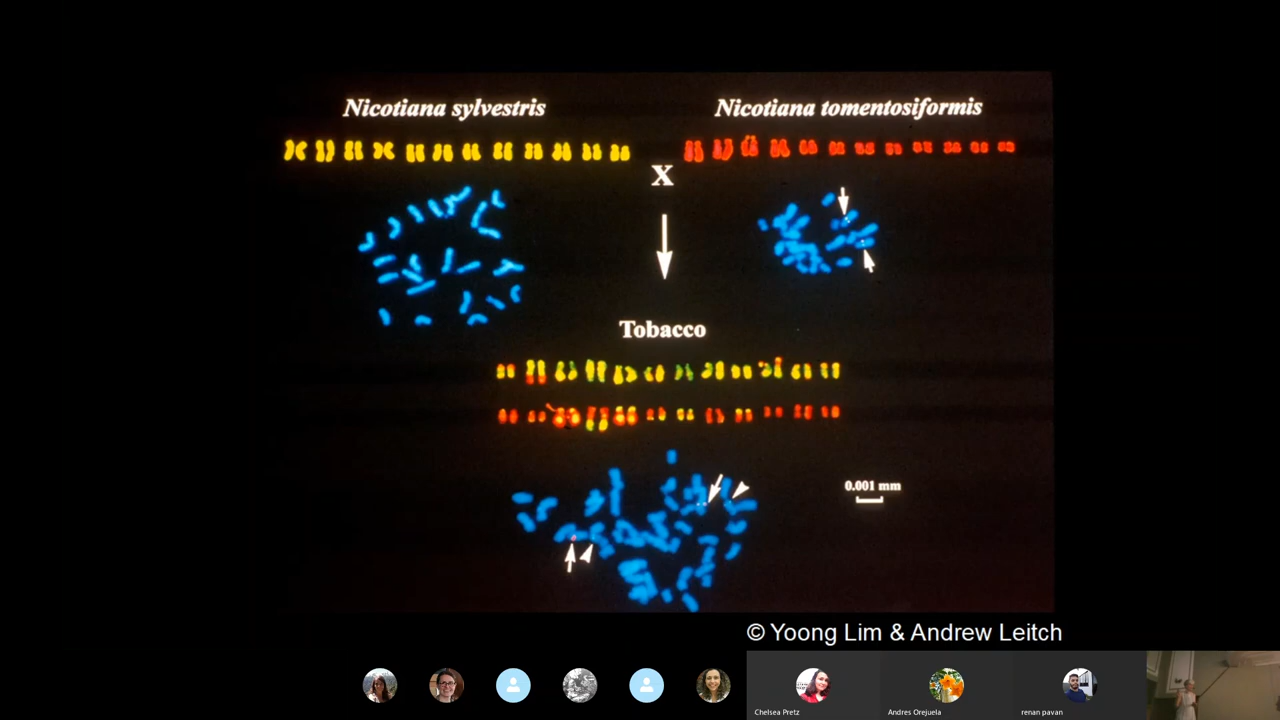 Nicotiana sylvestris
Nicotiana tomentosiformis
X
Tobacco
0.001 mm
© Yoong Lim & Andrew Leitch
Chelsea Pretz
Andres Orejuela
renan pavan